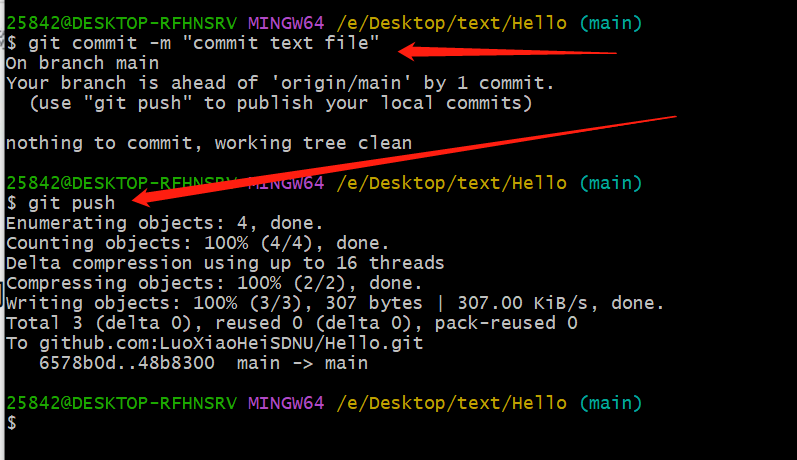 25842@DESKTOP-RFHNSRV MINGW64 /e/Desktop/text/Hello (main)
$ git commit -m "commit text file"
On branch main
Your branch is ahead of 'origin/main' by 1 commit.
  (use "git push" to publish your local commits)

nothing to commit, working tree clean

25842@DESKTOP-RFHNSRV MINGW64 /e/Desktop/text/Hello (main)
$ git push
Enumerating objects: 4, done.
Counting objects: 100% (4/4), done.
Delta compression using up to 16 threads
Compressing objects: 100% (2/2), done.
Writing objects: 100% (3/3), 307 bytes | 307.00 KiB/s, done.
Total 3 (delta 0), reused 0 (delta 0), pack-reused 0
To github.com:LuoXiaoHeiSDNU/Hello.git
   6578b0d..48b8300  main -> main

25842@DESKTOP-RFHNSRV MINGW64 /e/Desktop/text/Hello (main)
$